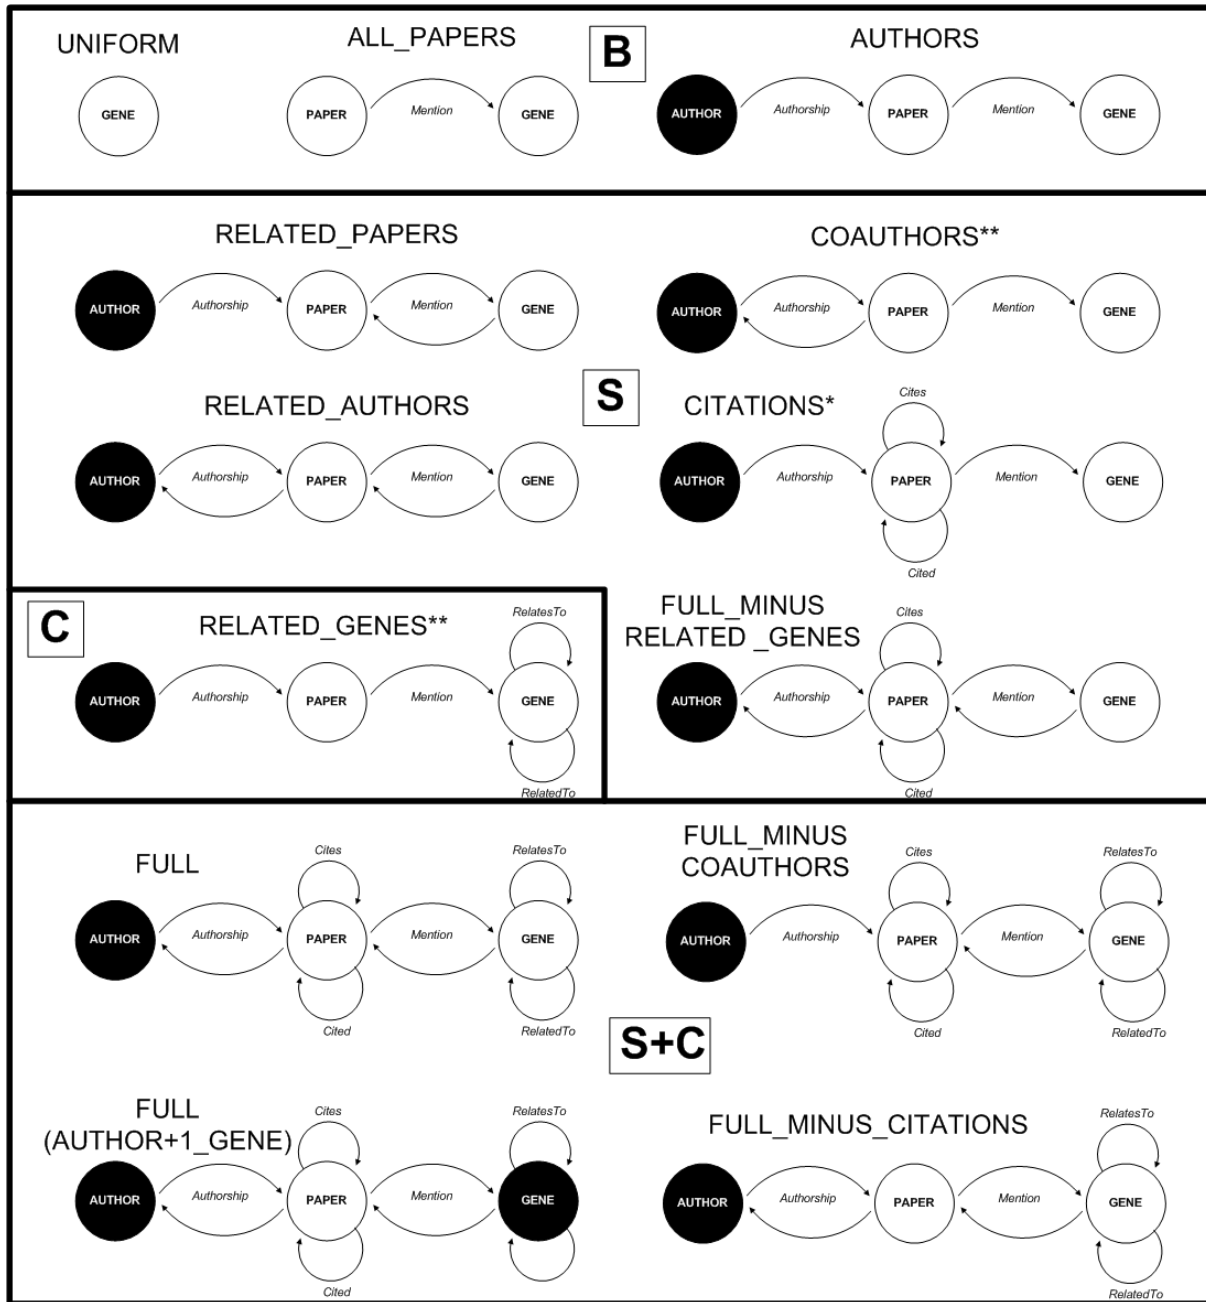 UNIFORM
GENE
ALL_PAPERS
PAPER
Mention
GENE
B
AUTHORS
AUTHOR
Authorship
PAPER
Mention
GENE
RELATED_PAPERS
AUTHOR
Authorship
PAPER
Mention
GENE
COAUTHORS**
AUTHOR
Authorship
PAPER
Mention
GENE
S
RELATED_AUTHORS
AUTHOR
Authorship
PAPER
Mention
GENE
CITATIONS*
Cites
AUTHOR
Authorship
PAPER
Mention
GENE
Cited
C
RELATED_GENES**
RelatesTo
AUTHOR
Authorship
PAPER
Mention
GENE
RelatedTo
FULL_MINUS
RELATED _GENES
Cites
AUTHOR
Authorship
PAPER
Mention
GENE
Cited
FULL
Cites
RelatesTo
AUTHOR
Authorship
PAPER
Mention
GENE
Cited
RelatedTo
FULL_MINUS
COAUTHORS
Cites
RelatesTo
AUTHOR
Authorship
PAPER
Mention
GENE
Cited
RelatedTo
S+C
FULL
(AUTHOR+1_GENE)
Cites
RelatesTo
AUTHOR
Authorship
PAPER
Mention
GENE
Cited
FULL_MINUS_CITATIONS
RelatesTo
AUTHOR
Authorship
PAPER
Mention
GENE
RelatedTo